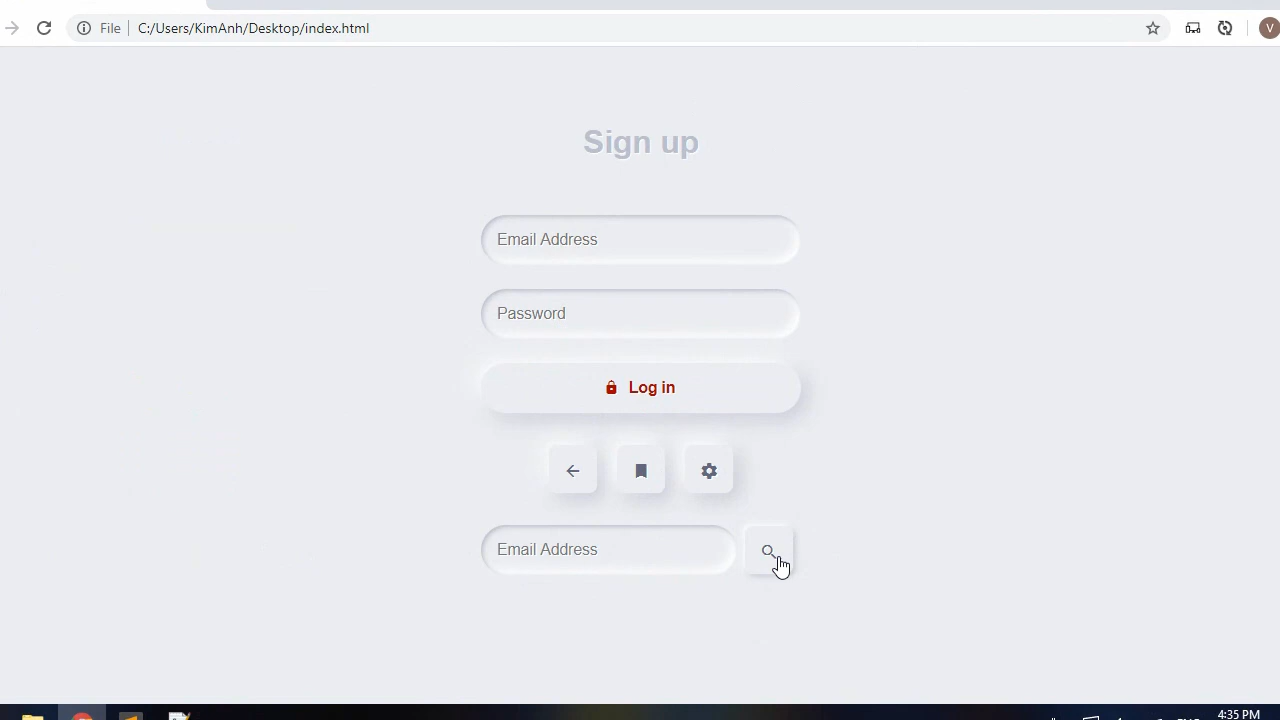 File
C:/Users/KimAnh/Desktop/index.html
V
Sign up
Email Address
Password
Log in
Email Address
4:35 PM